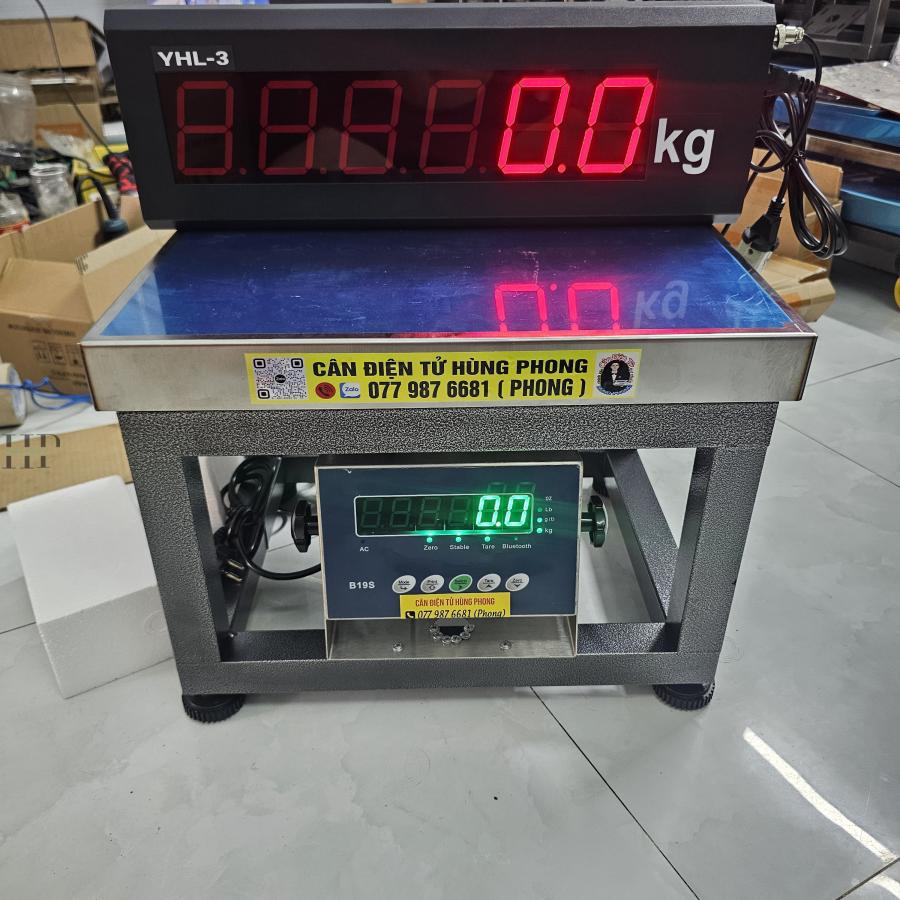 YHL-3
0.0 kg
CÂN ĐIỆN TỬ HÙNG PHONG
Zalo 077 987 6681 ( PHONG )
HP
0.0
oz
Lb
kg
AC Zero Stable Tare Bluetooth
B19S
CÂN ĐIỆN TỬ HÙNG PHONG
077 987 6681 (Phong)